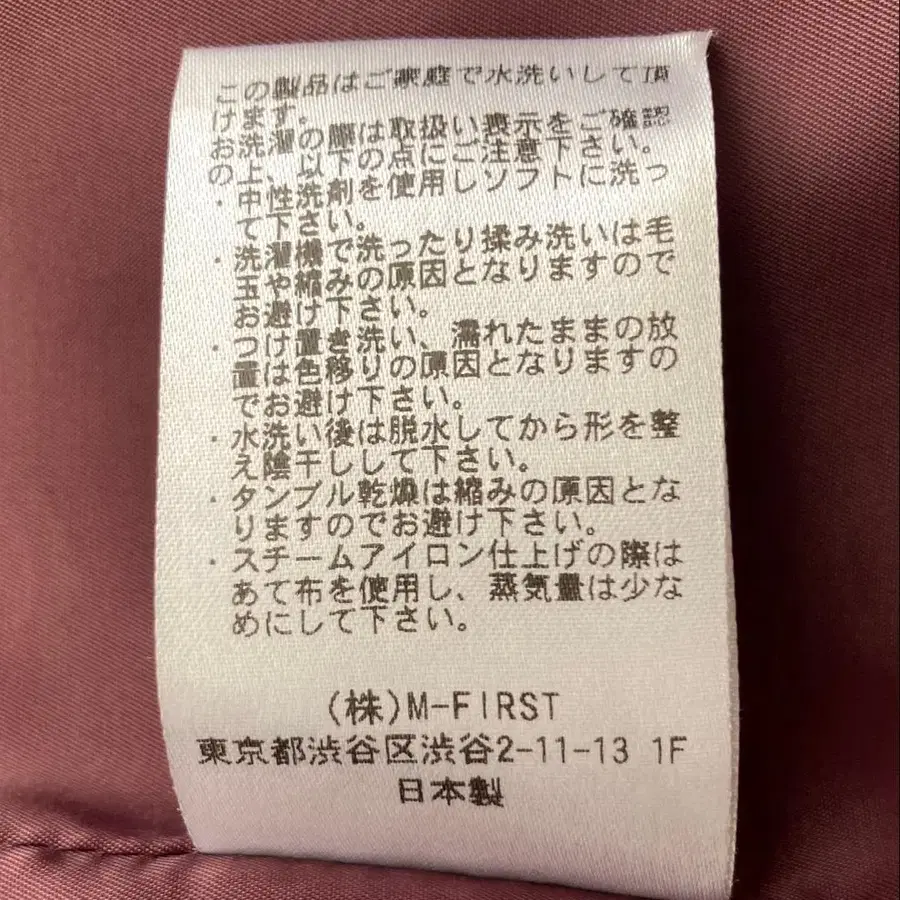 この製品はご家庭で水洗いして頂
けます。
お洗濯の際は取扱い表示をご確認
の上、以下の点にご注意下さい。
・中性洗剤を使用しソフトに洗っ
て下さい。
・洗濯機で洗ったり揉み洗いは毛
玉や縮みの原因となりますので
お避け下さい。
・つけ置き洗い、濡れたままの放
置は色移りの原因となりますの
でお避け下さい。
・水洗い後は脱水してから形を整
え陰干しして下さい。
・タンブル乾燥は縮みの原因とな
りますのでお避け下さい。
・スチームアイロン仕上げの際は
あて布を使用し、蒸気量は少な
めにして下さい。
(株)M-FIRST
東京都渋谷区渋谷2-11-13 1F
日本製